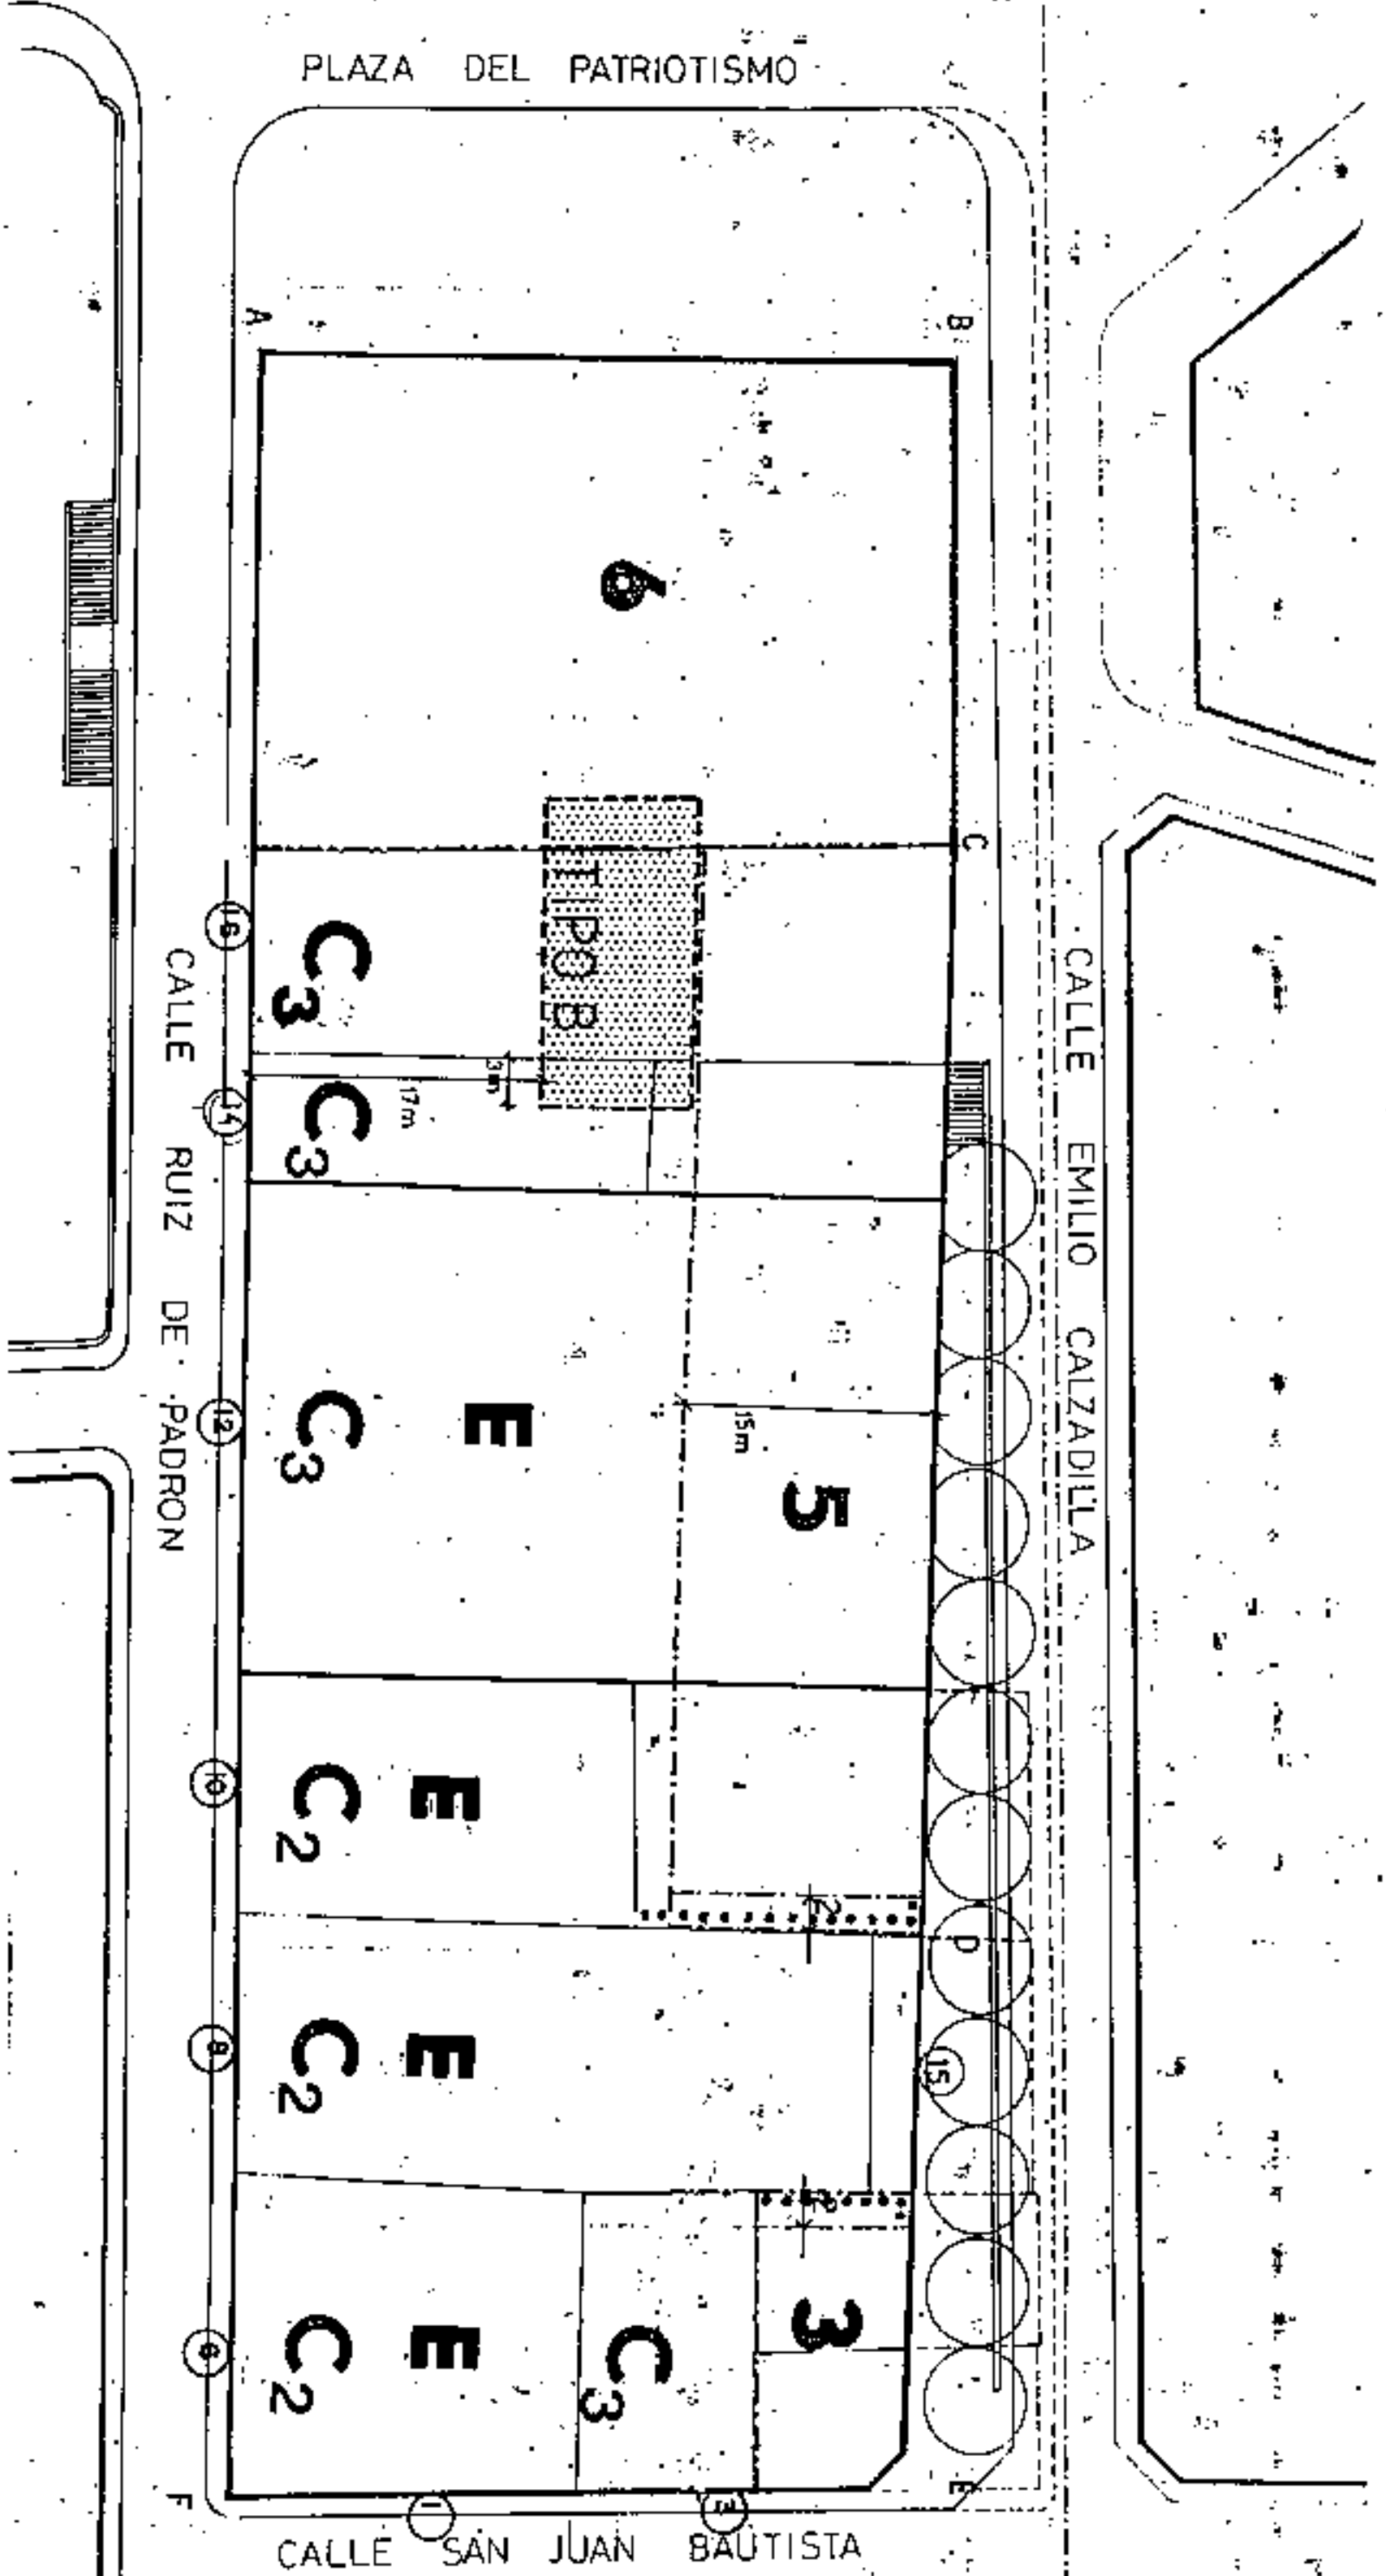 PLAZA DEL PATRIOTISMO
A
B
6
C
TIPO B
16
C3
CALLE RUIZ DE PADRON
CALLE EMILIO CALZADILLA
3m
17m
14
C3
12
C3
E
15m
5
10
C2
E
2
D
8
C2
E
15
2
6
C2
E
C3
3
F
E
1
3
CALLE SAN JUAN BAUTISTA